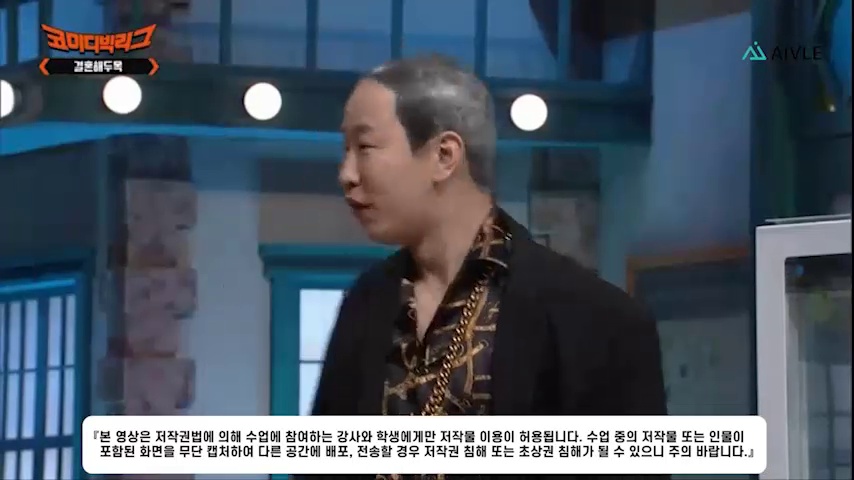 코미디빅리그
결혼해두목
AIVLE
『본 영상은 저작권법에 의해 수업에 참여하는 강사와 학생에게만 저작물 이용이 허용됩니다. 수업 중의 저작물 또는 인물이
포함된 화면을 무단 캡처하여 다른 공간에 배포, 전송할 경우 저작권 침해 또는 초상권 침해가 될 수 있으니 주의 바랍니다.』